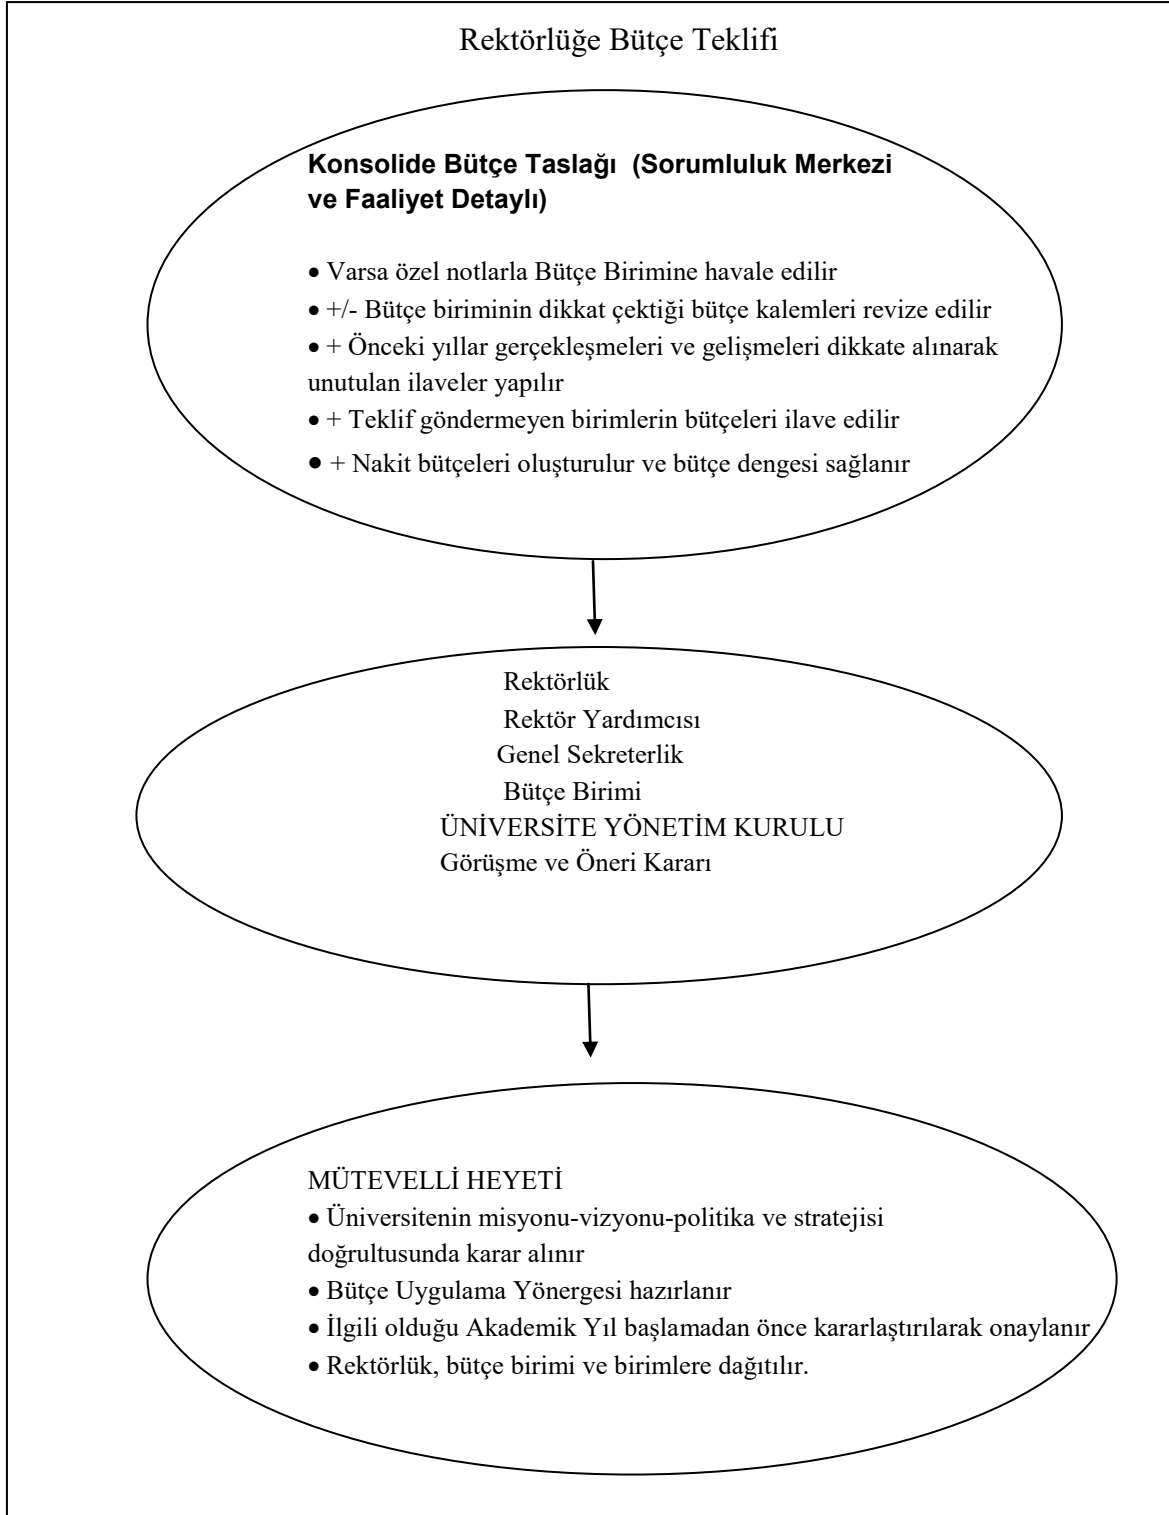 Rektörlüğe Bütçe Teklifi
Konsolide Bütçe Taslağı (Sorumluluk Merkezi
ve Faaliyet Detaylı)
• Varsa özel notlarla Bütçe Birimine havale edilir
• +/- Bütçe biriminin dikkat çektiği bütçe kalemleri revize edilir
• + Önceki yıllar gerçekleşmeleri ve gelişmeleri dikkate alınarak
unutulan ilaveler yapılır
• + Teklif göndermeyen birimlerin bütçeleri ilave edilir
• + Nakit bütçeleri oluşturulur ve bütçe dengesi sağlanır
Rektörlük
Rektör Yardımcısı
Genel Sekreterlik
Bütçe Birimi
ÜNİVERSİTE YÖNETİM KURULU
Görüşme ve Öneri Kararı
MÜTEVELLİ HEYETİ
• Üniversitenin misyonu-vizyonu-politika ve stratejisi
doğrultusunda karar alınır
• Bütçe Uygulama Yönergesi hazırlanır
• İlgili olduğu Akademik Yıl başlamadan önce kararlaştırılarak onaylanır
• Rektörlük, bütçe birimi ve birimlere dağıtılır.